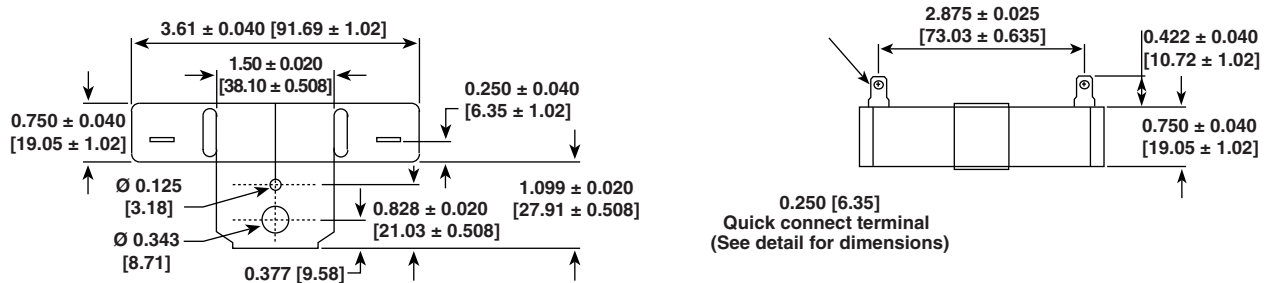 3.61 ± 0.040 [91.69 ± 1.02]
1.50 ± 0.020
[38.10 ± 0.508]
0.250 ± 0.040
[6.35 ± 1.02]
0.750 ± 0.040
[19.05 ± 1.02]
Ø 0.125
[3.18]
1.099 ± 0.020
[27.91 ± 0.508]
0.828 ± 0.020
[21.03 ± 0.508]
Ø 0.343
[8.71]
0.377 [9.58]
2.875 ± 0.025
[73.03 ± 0.635]
0.422 ± 0.040
[10.72 ± 1.02]
0.750 ± 0.040
[19.05 ± 1.02]
0.250 [6.35]
Quick connect terminal
(See detail for dimensions)